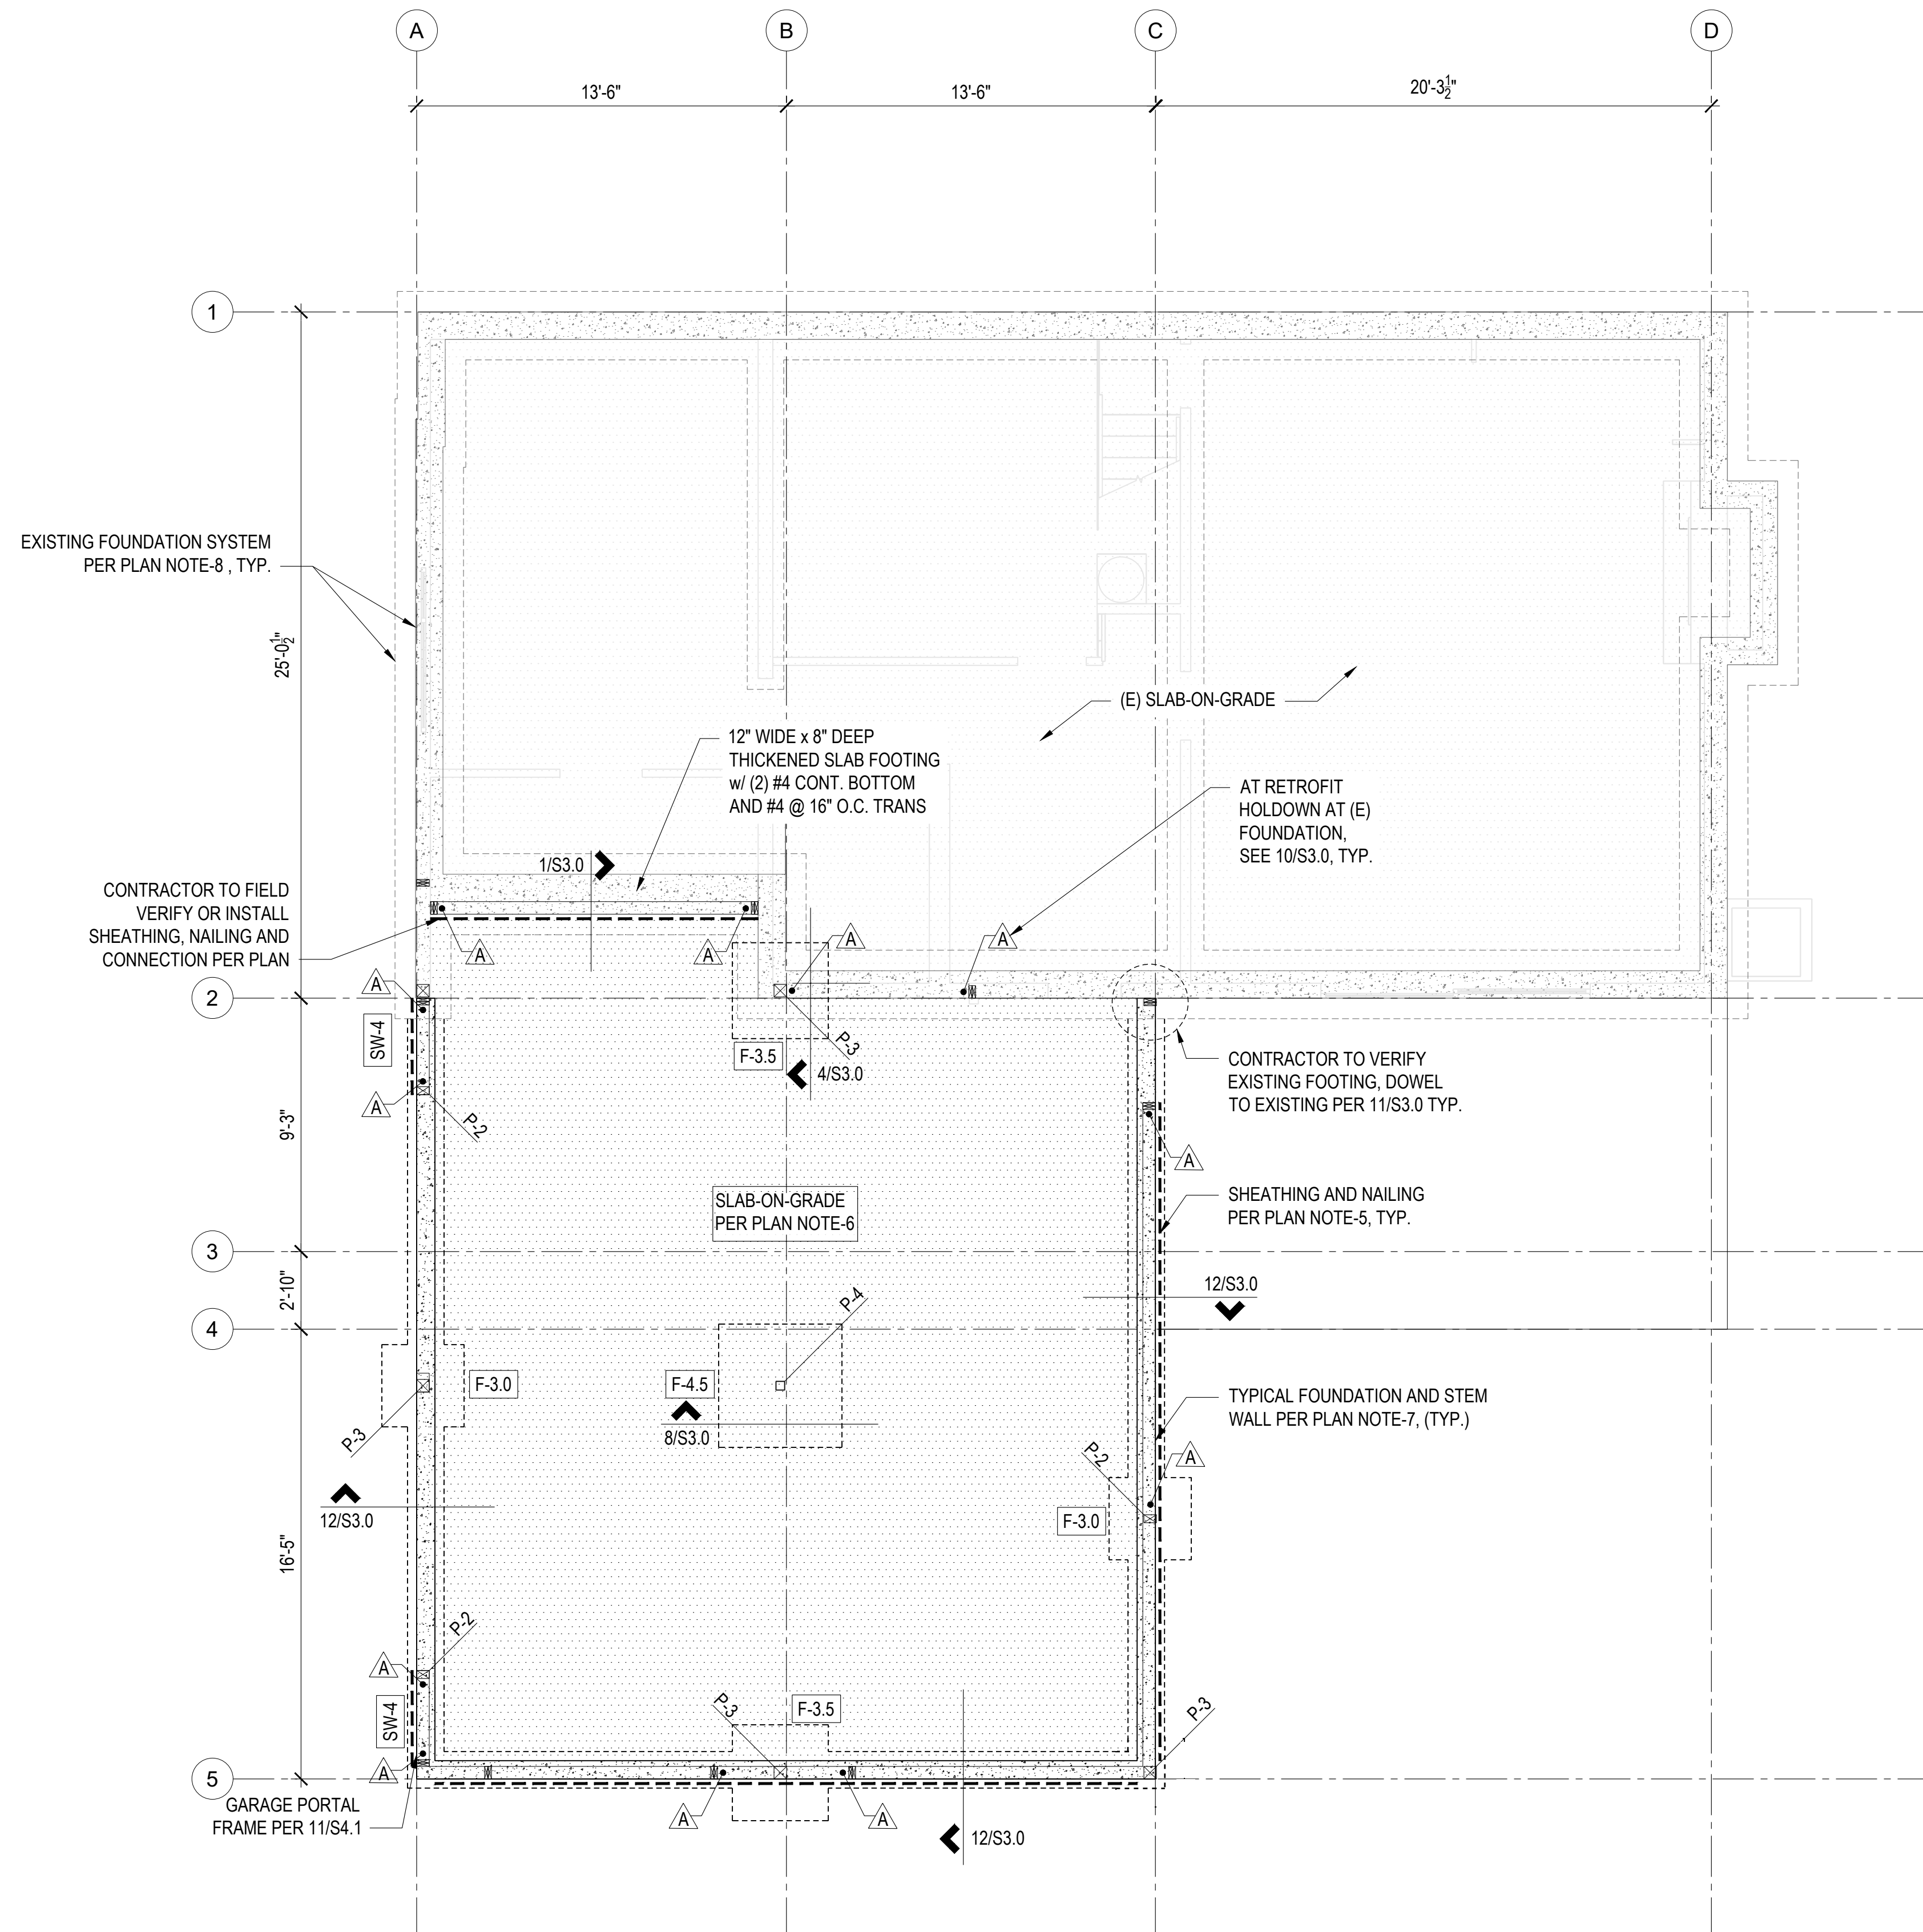 A
B
C
D
13'-6"
13'-6"
20'-3 1/2"
1
EXISTING FOUNDATION SYSTEM
PER PLAN NOTE-8 , TYP.
25'-0 1/2"
(E) SLAB-ON-GRADE
12" WIDE x 8" DEEP
THICKENED SLAB FOOTING
w/ (2) #4 CONT. BOTTOM
AND #4 @ 16" O.C. TRANS
AT RETROFIT
HOLDOWN AT (E)
FOUNDATION,
SEE 10/S3.0, TYP.
1/S3.0
CONTRACTOR TO FIELD
VERIFY OR INSTALL
SHEATHING, NAILING AND
CONNECTION PER PLAN
A
A
A
A
A
2
SW-4
A
P-2
F-3.5
P-3
4/S3.0
CONTRACTOR TO VERIFY
EXISTING FOOTING, DOWEL
TO EXISTING PER 11/S3.0 TYP.
9'-3"
A
SLAB-ON-GRADE
PER PLAN NOTE-6
SHEATHING AND NAILING
PER PLAN NOTE-5, TYP.
3
2'-10"
12/S3.0
4
P-4
F-3.0
F-4.5
8/S3.0
P-3
TYPICAL FOUNDATION AND STEM
WALL PER PLAN NOTE-7, (TYP.)
P-2
A
F-3.0
12/S3.0
16'-5"
P-2
A
SW-4
A
P-3
F-3.5
P-3
5
GARAGE PORTAL
FRAME PER 11/S4.1
A
A
12/S3.0